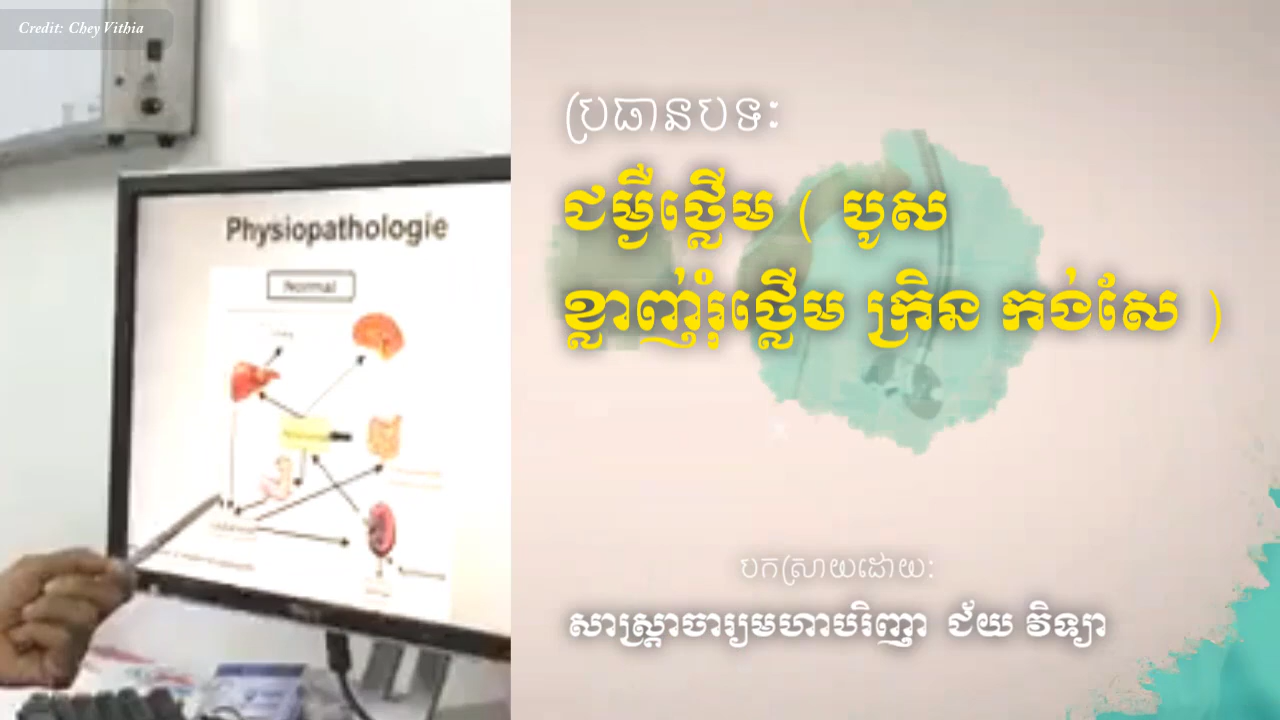 Credit: Chey Vithia
Physiopathologie
Normal
ប្រធានបទៈ
ជម្ងឺថ្លើម ( បូស
ខ្លាញ់រុំថ្លើម ក្រិន កង់សែ )
បកស្រាយដោយៈ
សាស្ត្រាចារ្យមហាបរិញ្ញា ជ័យ វិទ្យា